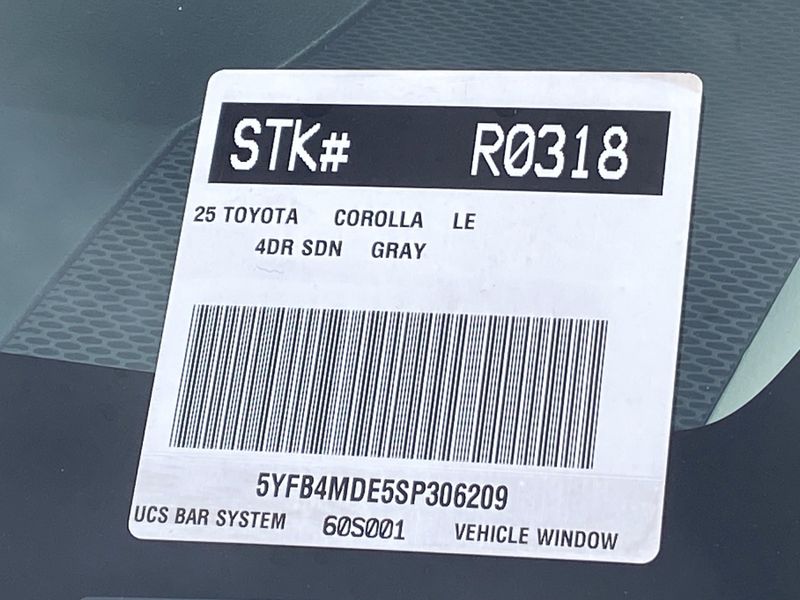 STK# R0318
25 TOYOTA COROLLA LE
4DR SDN GRAY
5YFB4MDE5SP306209
UCS BAR SYSTEM 60S001 VEHICLE WINDOW